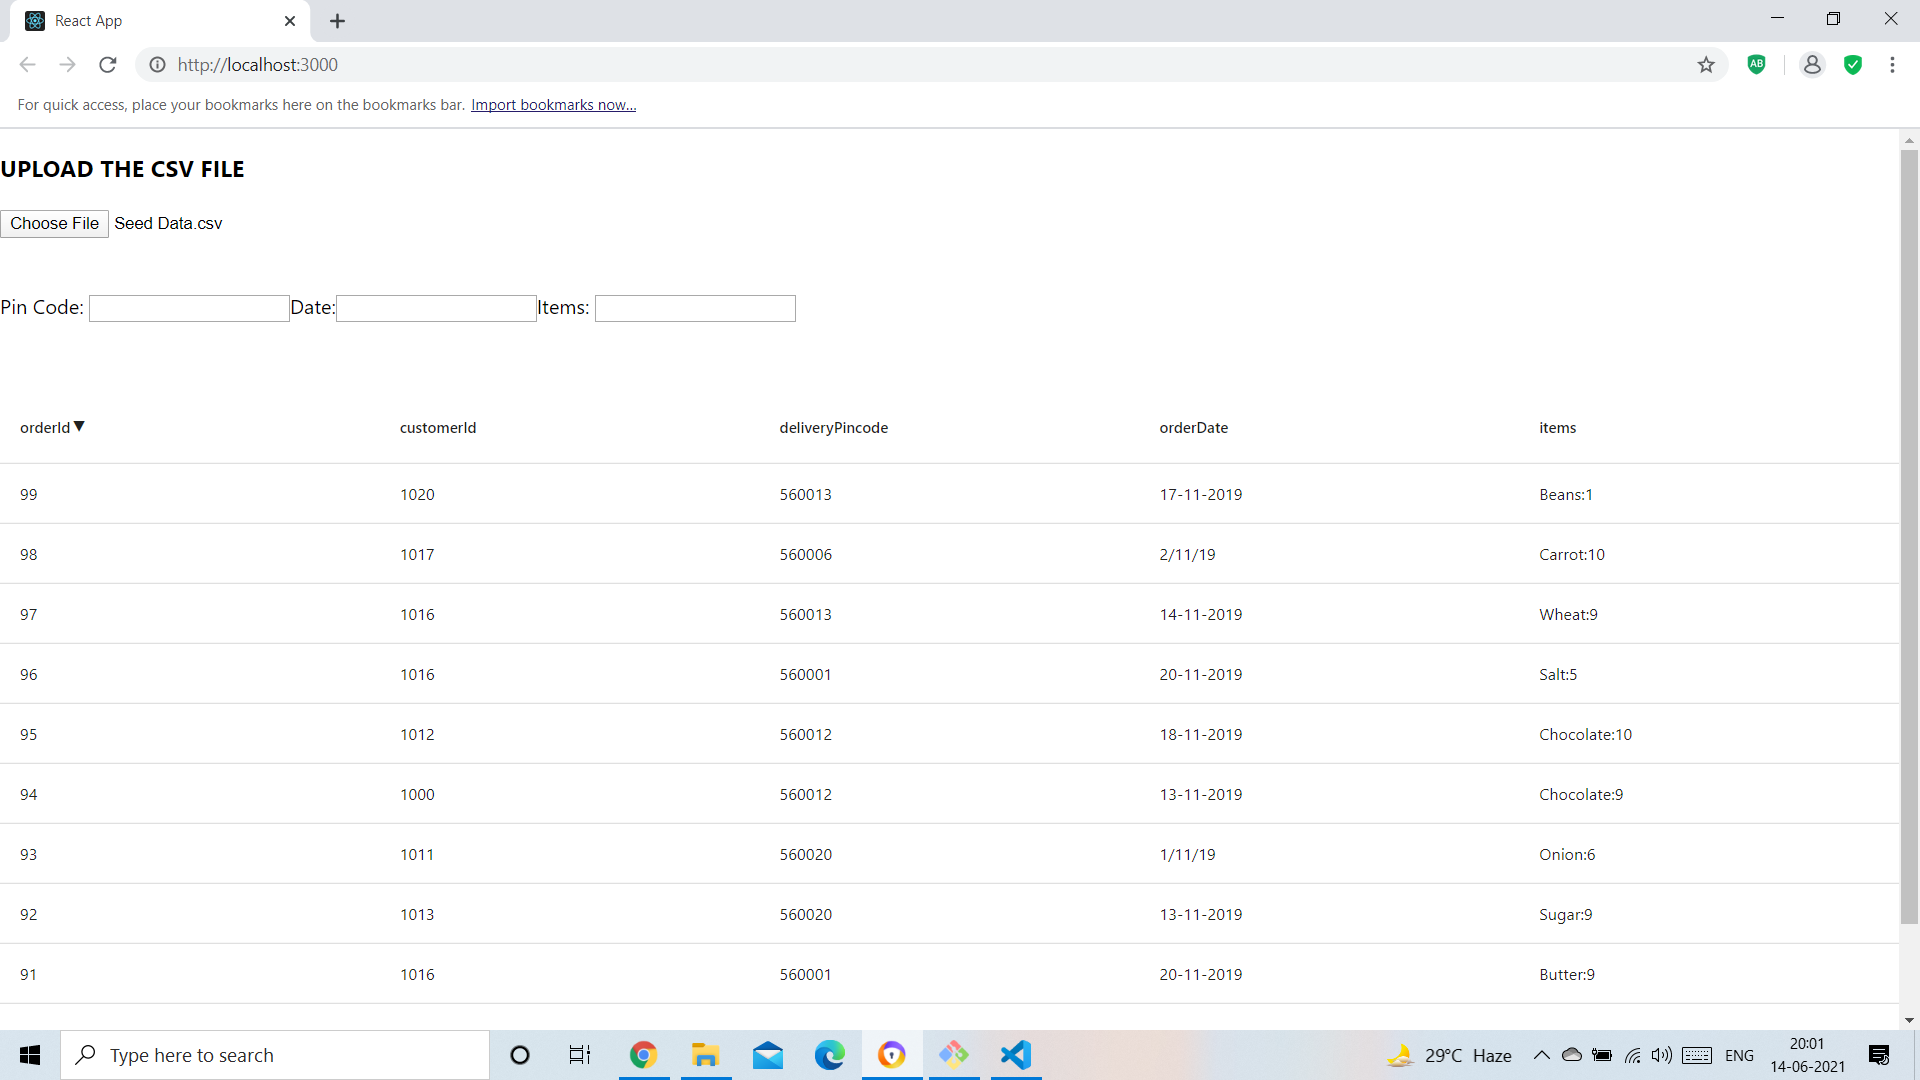 React App
http://localhost:3000
AB
For quick access, place your bookmarks here on the bookmarks bar. Import bookmarks now...
UPLOAD THE CSV FILE
Choose File Seed Data.csv
Pin Code: Date: Items:
orderId▼ customerId deliveryPincode orderDate items
99 1020 560013 17-11-2019 Beans:1
98 1017 560006 2/11/19 Carrot:10
97 1016 560013 14-11-2019 Wheat:9
96 1016 560001 20-11-2019 Salt:5
95 1012 560012 18-11-2019 Chocolate:10
94 1000 560012 13-11-2019 Chocolate:9
93 1011 560020 1/11/19 Onion:6
92 1013 560020 13-11-2019 Sugar:9
91 1016 560001 20-11-2019 Butter:9
Type here to search 29°C Haze ENG 20:01
14-06-2021